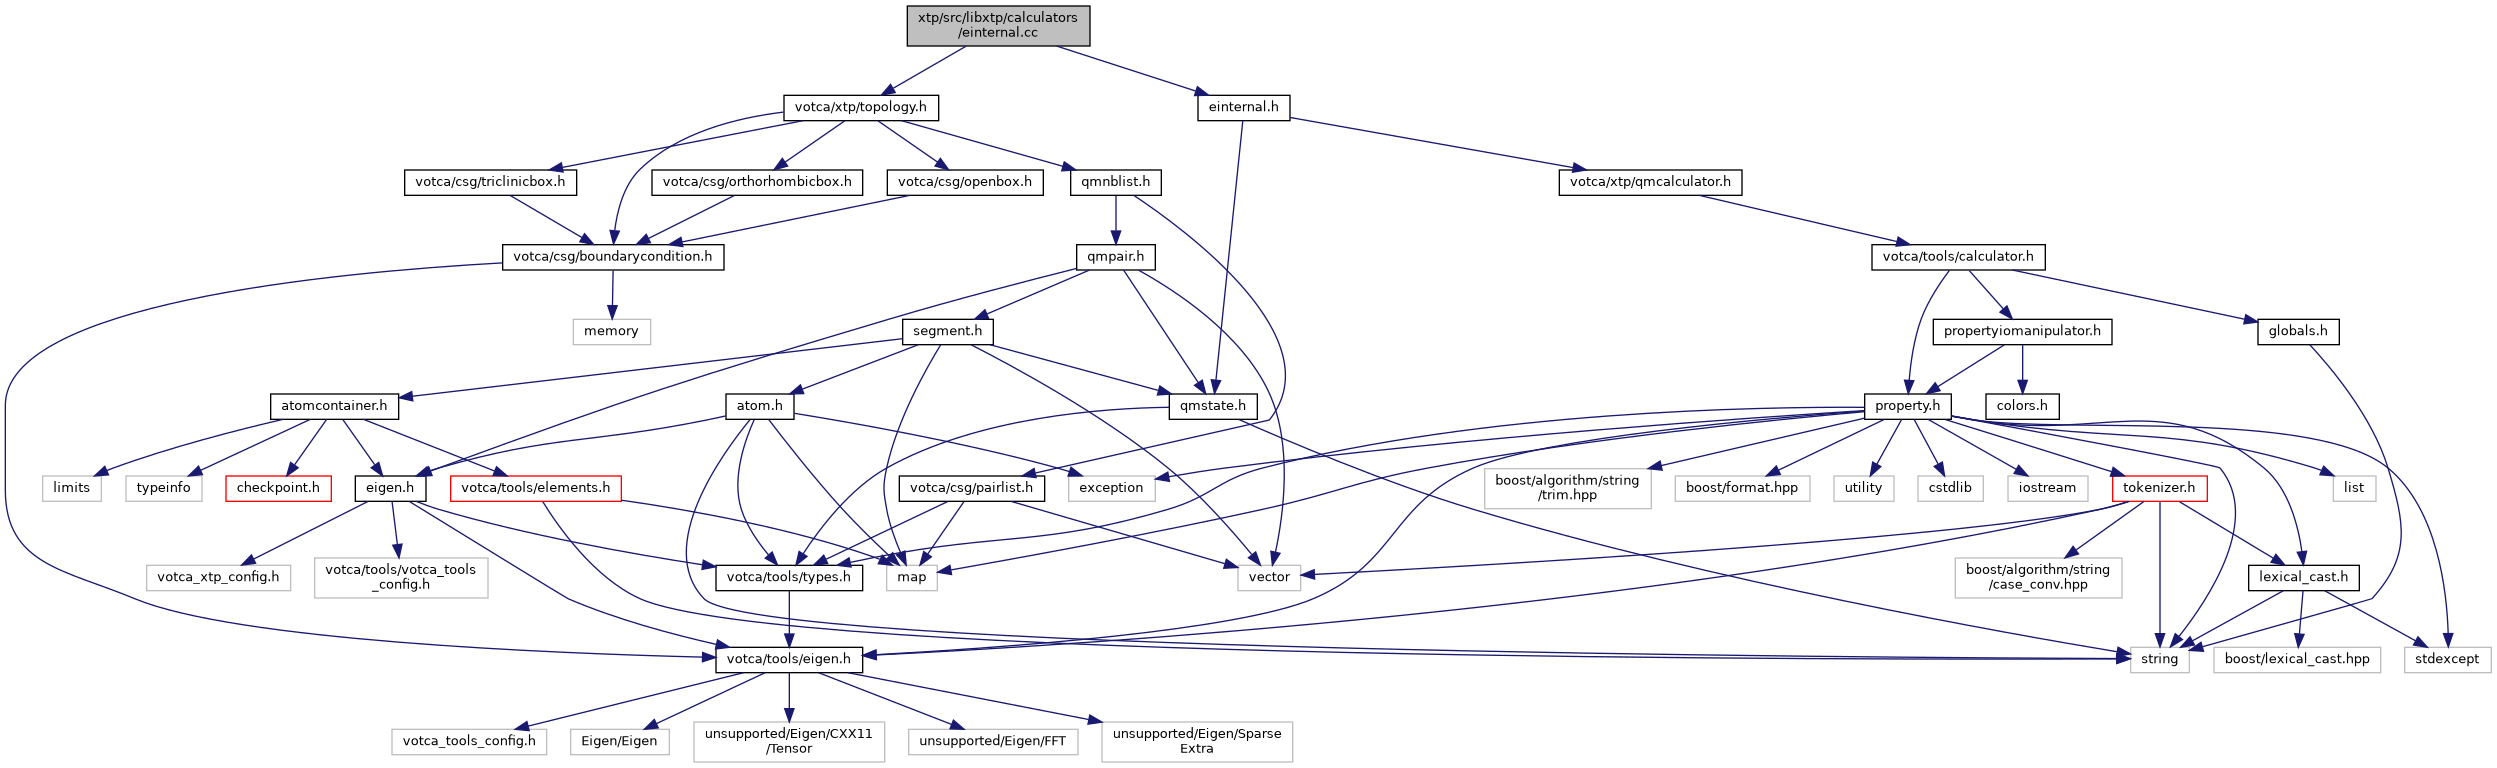 xtp/src/libxtp/calculators
/einternal.cc
votca/xtp/topology.h
einternal.h
votca/csg/triclinicbox.h
votca/csg/orthorhombicbox.h
votca/csg/openbox.h
qmnblist.h
votca/xtp/qmcalculator.h
votca/csg/boundarycondition.h
qmpair.h
votca/tools/calculator.h
memory
segment.h
propertyiomanipulator.h
globals.h
atomcontainer.h
atom.h
qmstate.h
property.h
colors.h
limits
typeinfo
checkpoint.h
eigen.h
votca/tools/elements.h
votca/csg/pairlist.h
exception
boost/algorithm/string
/trim.hpp
boost/format.hpp
utility
cstdlib
iostream
tokenizer.h
list
votca_xtp_config.h
votca/tools/votca_tools
_config.h
votca/tools/types.h
map
vector
boost/algorithm/string
/case_conv.hpp
lexical_cast.h
votca/tools/eigen.h
string
boost/lexical_cast.hpp
stdexcept
votca_tools_config.h
Eigen/Eigen
unsupported/Eigen/CXX11
/Tensor
unsupported/Eigen/FFT
unsupported/Eigen/Sparse
Extra